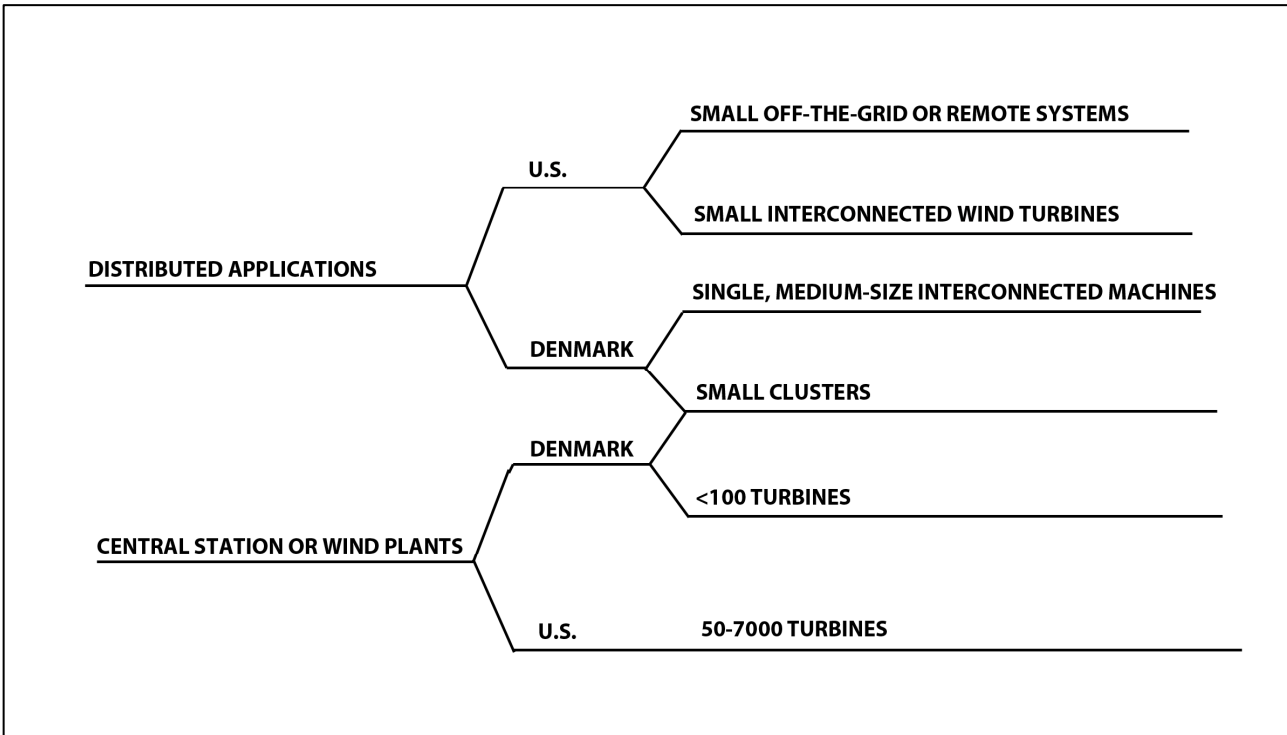 SMALL OFF-THE-GRID OR REMOTE SYSTEMS
U.S.
SMALL INTERCONNECTED WIND TURBINES
DISTRIBUTED APPLICATIONS
SINGLE, MEDIUM-SIZE INTERCONNECTED MACHINES
DENMARK
SMALL CLUSTERS
DENMARK
<100 TURBINES
CENTRAL STATION OR WIND PLANTS
U.S.
50-7000 TURBINES